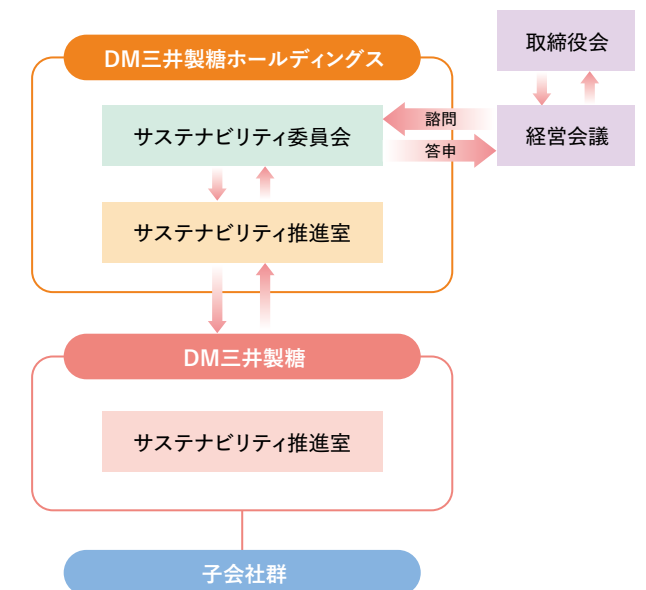 取締役会
DM三井製糖ホールディングス
諮問
サステナビリティ委員会
経営会議
答申
サステナビリティ推進室
DM三井製糖
サステナビリティ推進室
子会社群